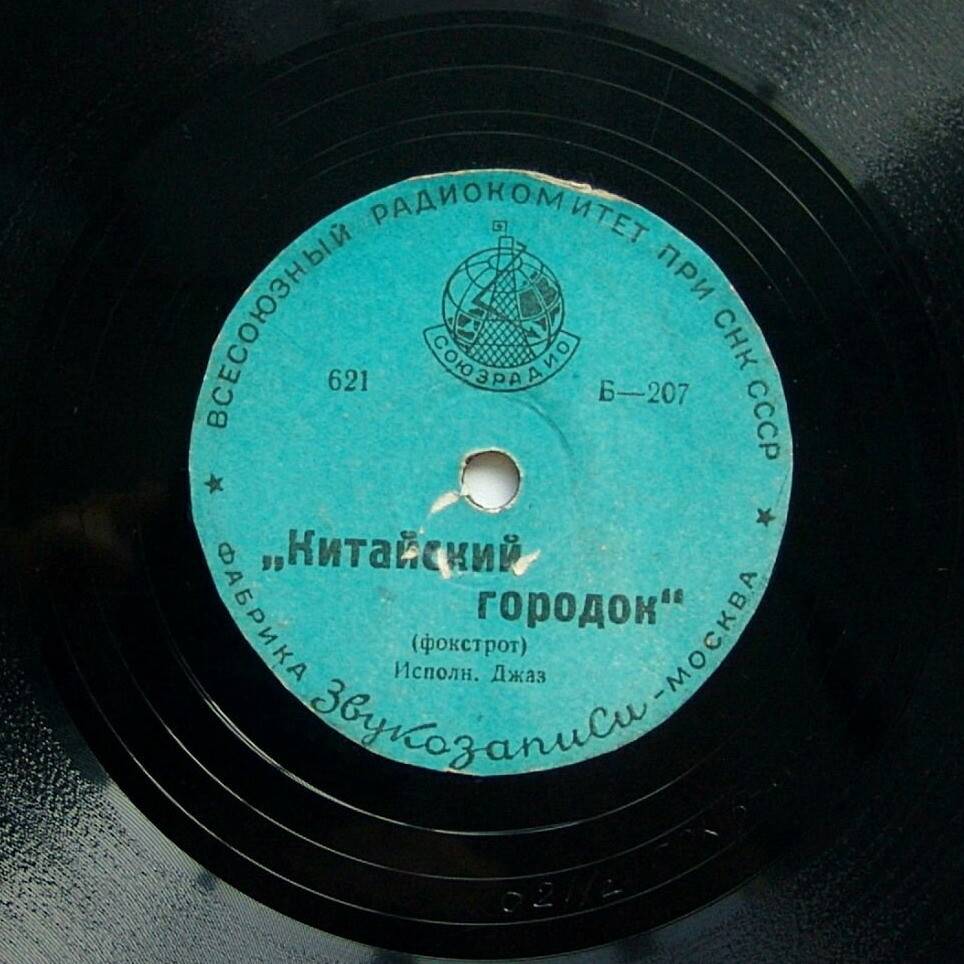 ВСЕСОЮЗНЫЙ РАДИОКОМИТЕТ ПРИ СНК СССР
СОЮЗРАДИО
621
Б—207
„Китайский
городок“
(фокстрот)
Исполн. Джаз
ФАБРИКА Звукозаписи - МОСКВА